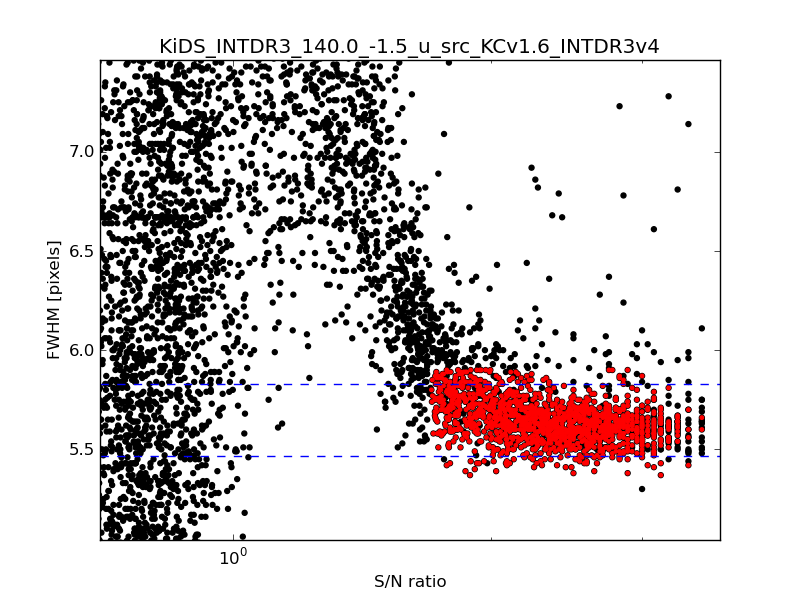 KiDS_INTDR3_140.0_-1.5_u_src_KCv1.6_INTDR3v4
7.0
6.5
6.0
5.5
FWHM [pixels]
10^0
S/N ratio